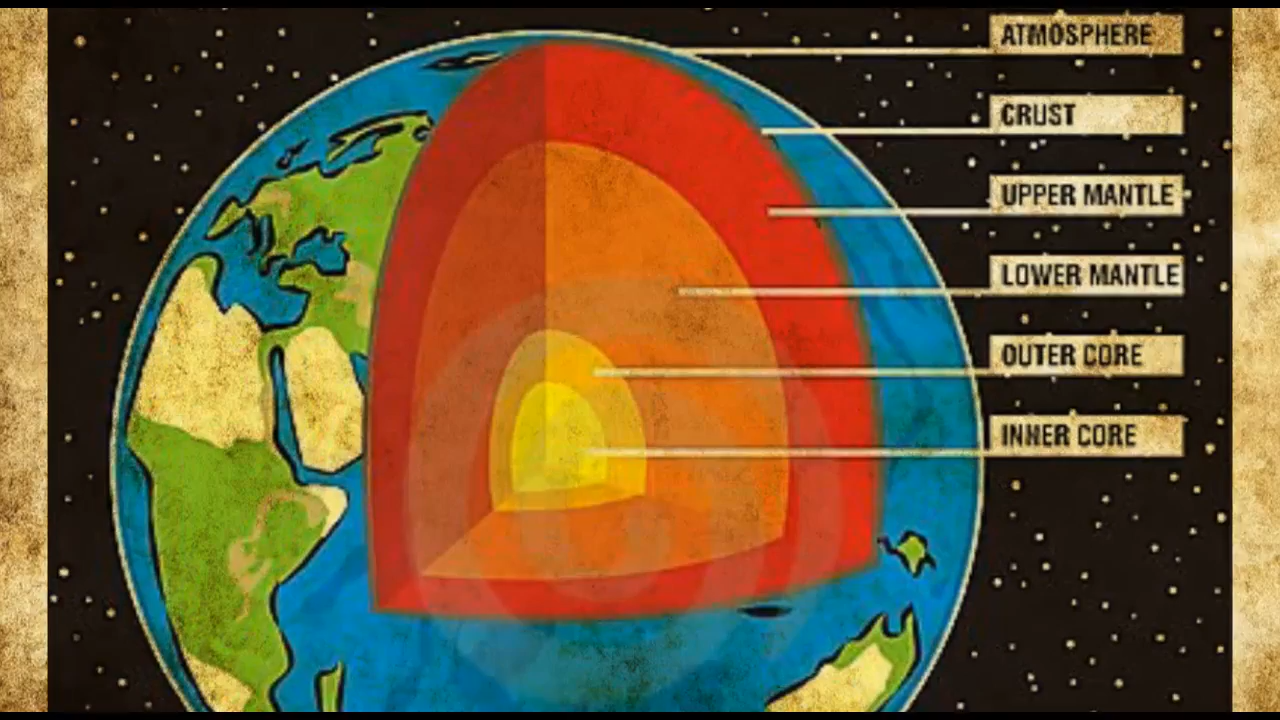 ATMOSPHERE
CRUST
UPPER MANTLE
LOWER MANTLE
OUTER CORE
INNER CORE